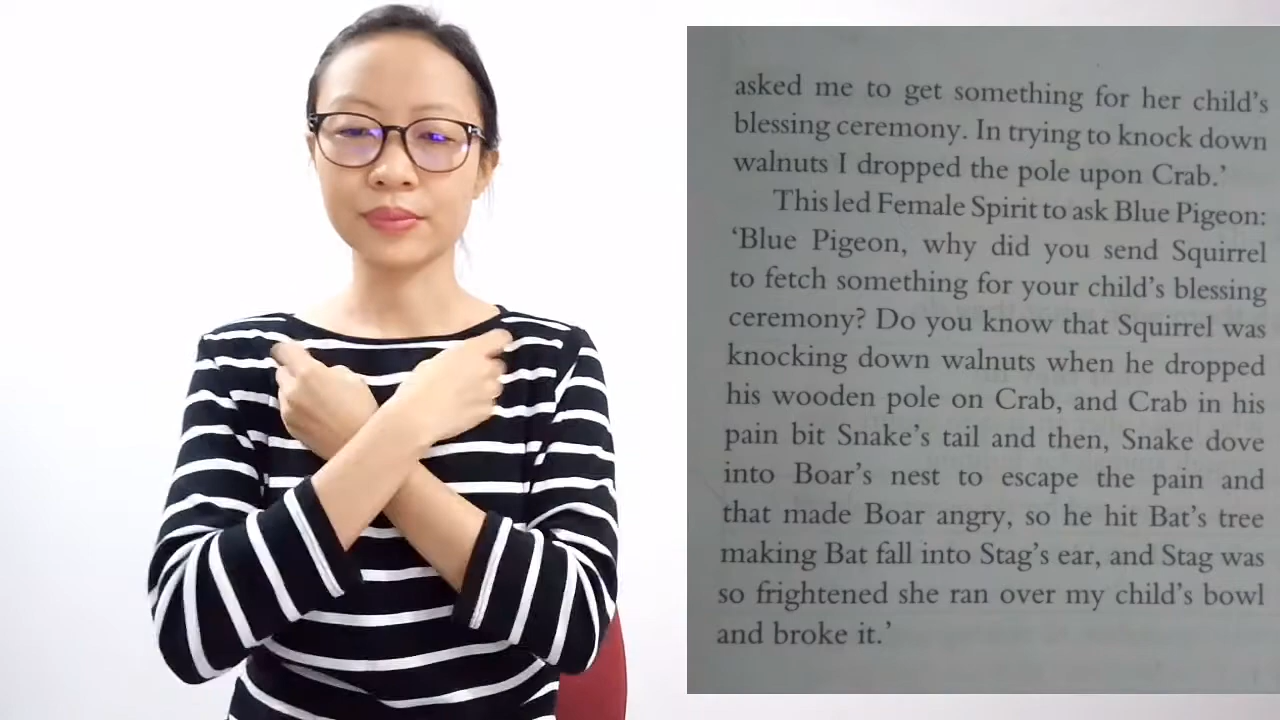 asked me to get something for her child's
blessing ceremony. In trying to knock down
walnuts I dropped the pole upon Crab.'
This led Female Spirit to ask Blue Pigeon:
'Blue Pigeon, why did you send Squirrel
to fetch something for your child's blessing
ceremony? Do you know that Squirrel was
knocking down walnuts when he dropped
his wooden pole on Crab, and Crab in his
pain bit Snake's tail and then, Snake dove
into Boar's nest to escape the pain and
that made Boar angry, so he hit Bat's tree
making Bat fall into Stag's ear, and Stag was
so frightened she ran over my child's bowl
and broke it.'